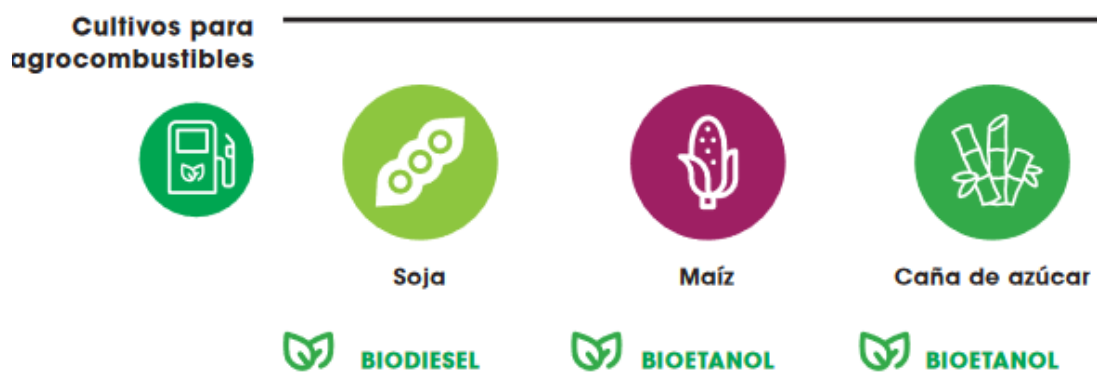 Cultivos para
agrocombustibles
Soja
Maíz
Caña de azúcar
BIODIESEL
BIOETANOL
BIOETANOL